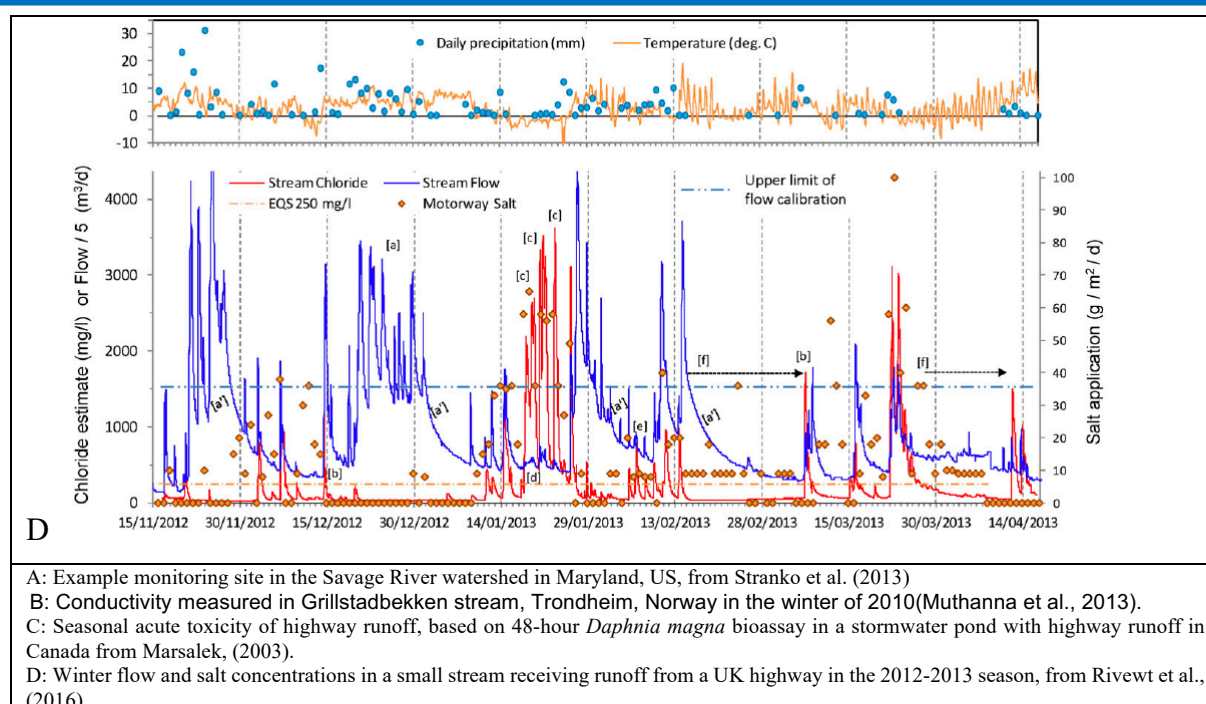 30
20
10
0
-10
Daily precipitation (mm)
Temperature (deg. C)
Chloride estimate (mg/l) or Flow / 5 (m³/d)
4000
3000
2000
1000
0
Stream Chloride
Stream Flow
EQS 250 mg/l
Motorway Salt
Upper limit of
flow calibration
[a]
[c]
[c]
[c]
[a']
[a']
[a']
[a']
[b]
[b]
[d]
[e]
[f]
[f]
100
90
80
70
60
50
40
30
20
10
0
Salt application (g / m² / d)
15/11/2012 30/11/2012 15/12/2012 30/12/2012 14/01/2013 29/01/2013 13/02/2013 28/02/2013 15/03/2013 30/03/2013 14/04/2013
D
A: Example monitoring site in the Savage River watershed in Maryland, US, from Stranko et al. (2013)
B: Conductivity measured in Grillstadbekken stream, Trondheim, Norway in the winter of 2010(Muthanna et al., 2013).
C: Seasonal acute toxicity of highway runoff, based on 48-hour Daphnia magna bioassay in a stormwater pond with highway runoff in
Canada from Marsalek, (2003).
D: Winter flow and salt concentrations in a small stream receiving runoff from a UK highway in the 2012-2013 season, from Rivewt et al.,
(2016)